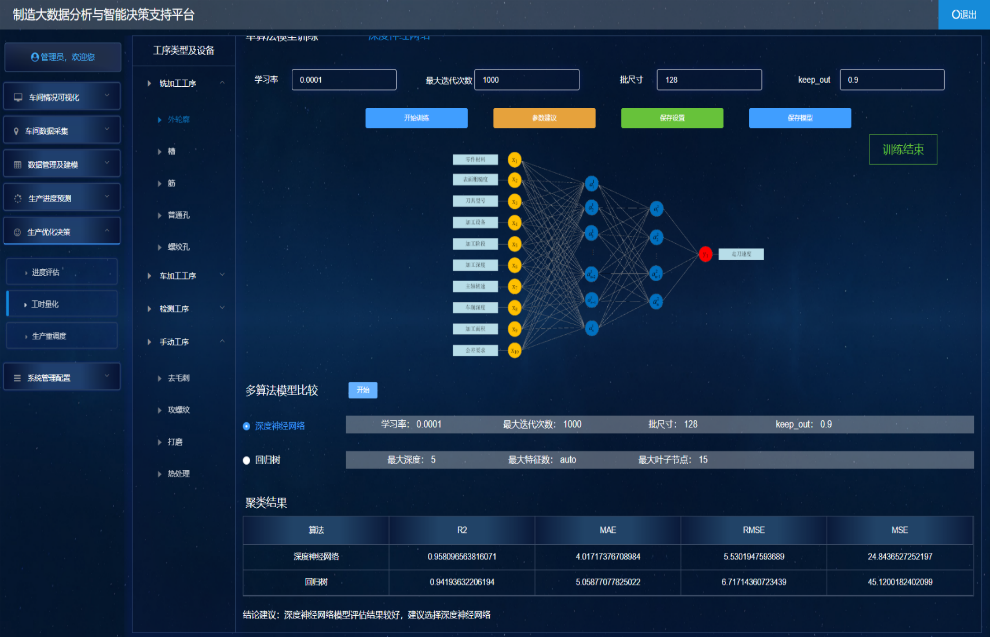 制造大数据分析与智能决策支持平台
退出
管理员，欢迎您
车间情况可视化
车间数据采集
数据管理及建模
生产进度预测
生产优化决策
进度评估
工时量化
生产重调度
系统管理配置
工序类型及设备
铣加工工序
外轮廓
槽
筋
普通孔
螺纹孔
车加工工序
检测工序
手动工序
去毛刺
攻螺纹
打磨
热处理
单算法模型训练 深度神经网络
学习率 0.0001 最大迭代次数 1000 批尺寸 128 keep_out 0.9
开始训练 参数建议 保存设置 保存模型
训练结束
多算法模型比较 开始
深度神经网络 学习率: 0.0001 最大迭代次数: 1000 批尺寸: 128 keep_out: 0.9
回归树 最大深度: 5 最大特征数: auto 最大叶子节点: 15
聚类结果
算法 R2 MAE RMSE MSE
深度神经网络 0.958096563816071 4.01717376708984 5.5301947593689 24.8436527252197
回归树 0.94193632206194 5.05877077825022 6.71714360723439 45.1200182402099
结论建议: 深度神经网络模型评估结果较好, 建议选择深度神经网络